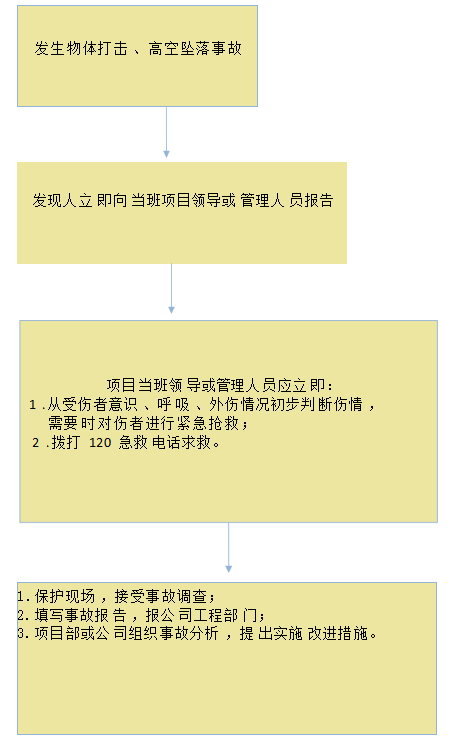 发生物体打击、高空坠落事故
发现人立即向当班项目领导或管理人员报告
项目当班领导或管理人员应立即：
1.从受伤者意识、呼吸、外伤情况初步判断伤情，
需要时对伤者进行紧急抢救；
2.拨打 120 急救电话求救。
1.保护现场，接受事故调查；
2.填写事故报告，报公司工程部门；
3.项目部或公司组织事故分析，提出实施改进措施。